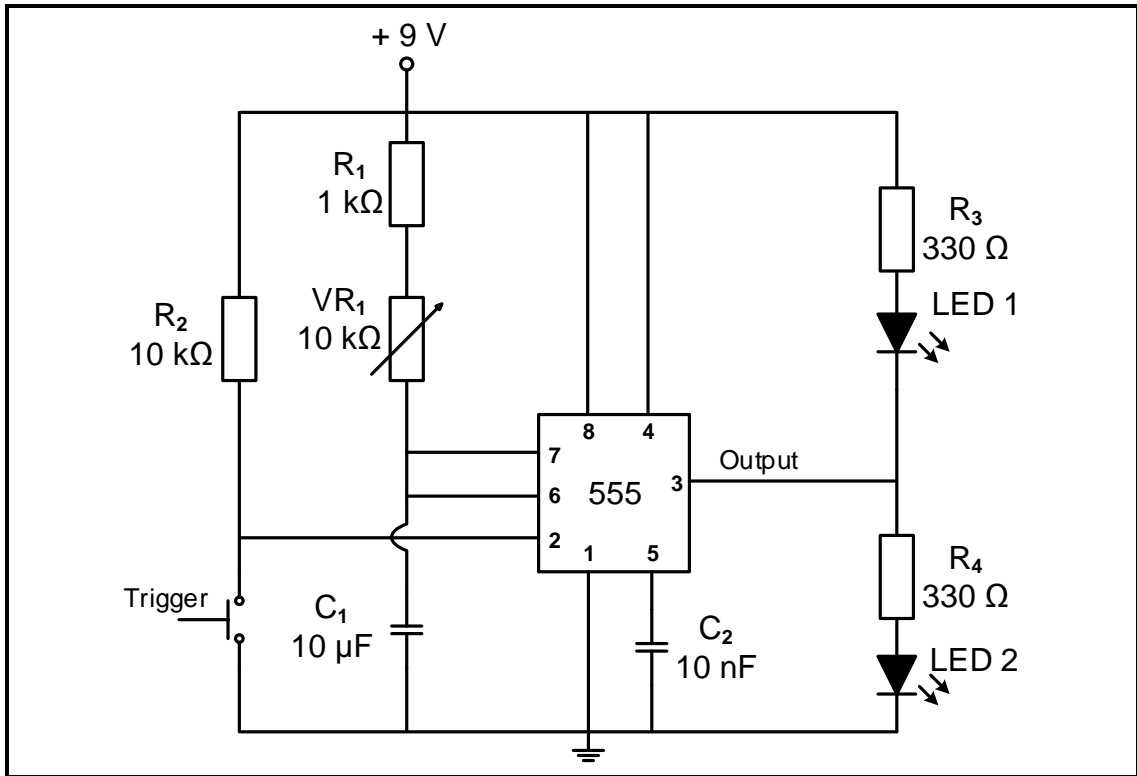 + 9 V
R₁
1 kΩ
VR₁
10 kΩ
R₂
10 kΩ
R₃
330 Ω
LED 1
8 4
7
6
555
3
2
1 5
Output
Trigger
C₁
10 µF
C₂
10 nF
R₄
330 Ω
LED 2